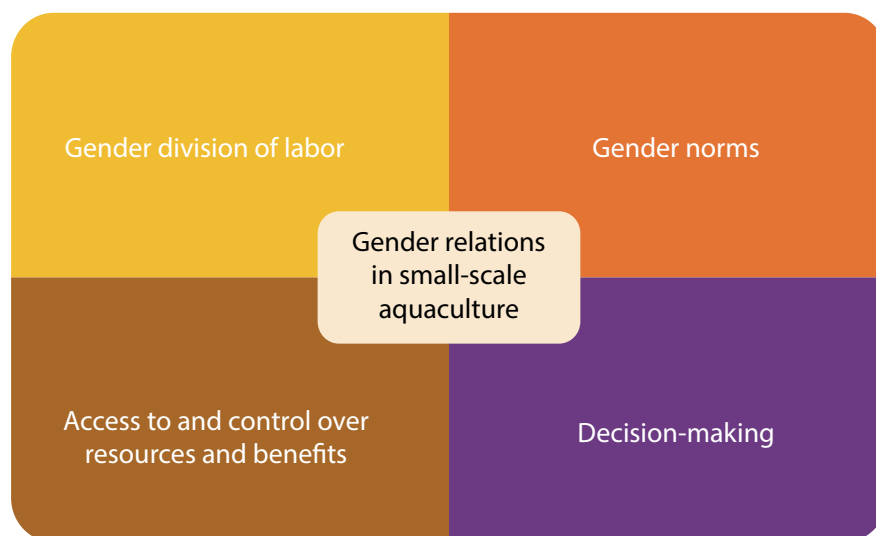 Gender division of labor
Gender norms
Gender relations
in small-scale
aquaculture
Access to and control over
resources and benefits
Decision-making